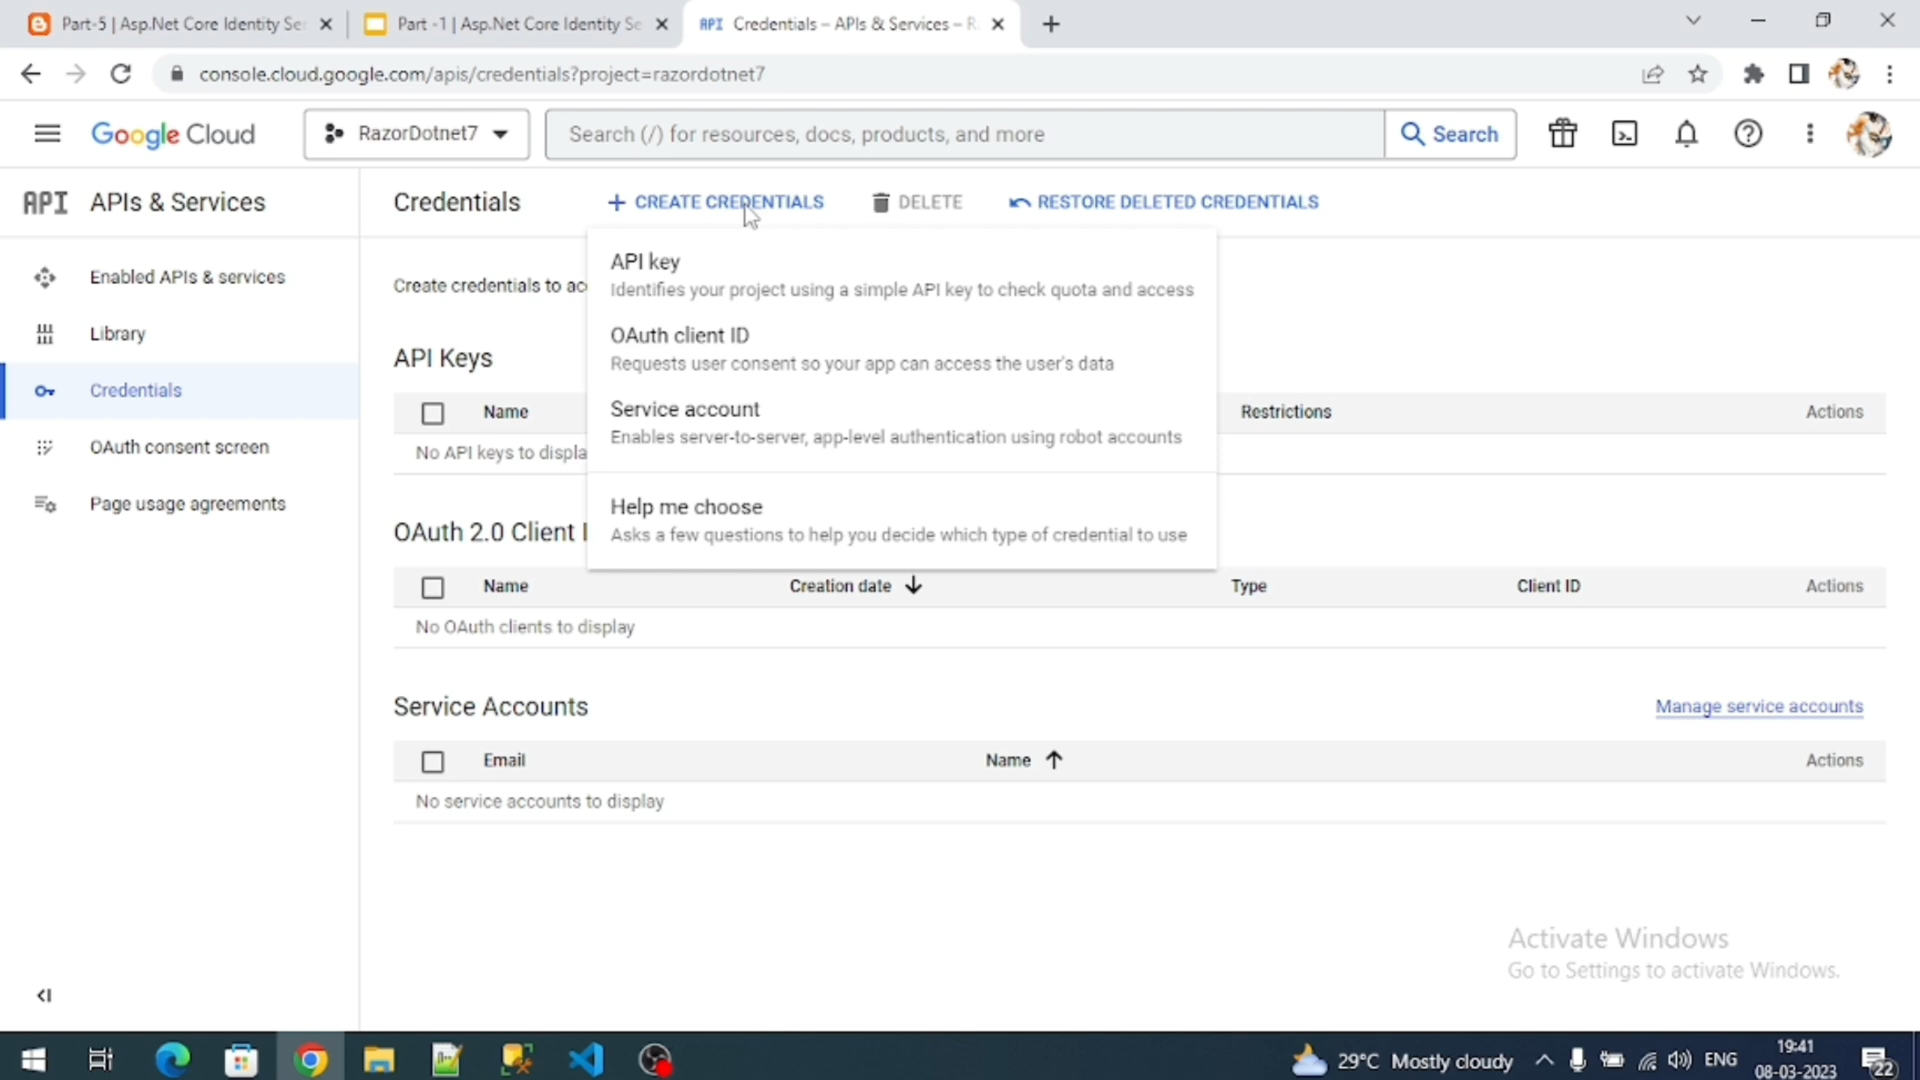 Part-5 | Asp.Net Core Identity Se
Part -1 | Asp.Net Core Identity Se
API Credentials – APIs & Services – R
console.cloud.google.com/apis/credentials?project=razordotnet7
Google Cloud
RazorDotnet7
Search (/) for resources, docs, products, and more
Search
API APIs & Services
Credentials
+ CREATE CREDENTIALS
DELETE
RESTORE DELETED CREDENTIALS
Enabled APIs & services
Library
Credentials
OAuth consent screen
Page usage agreements
Create credentials to ac
API key
Identifies your project using a simple API key to check quota and access
OAuth client ID
Requests user consent so your app can access the user's data
Service account
Enables server-to-server, app-level authentication using robot accounts
Help me choose
Asks a few questions to help you decide which type of credential to use
API Keys
Name
Restrictions
Actions
No API keys to displa
OAuth 2.0 Client I
Name
Creation date
Type
Client ID
Actions
No OAuth clients to display
Service Accounts
Manage service accounts
Email
Name
Actions
No service accounts to display
Activate Windows
Go to Settings to activate Windows.
29°C Mostly cloudy
ENG
19:41
08-03-2023
22